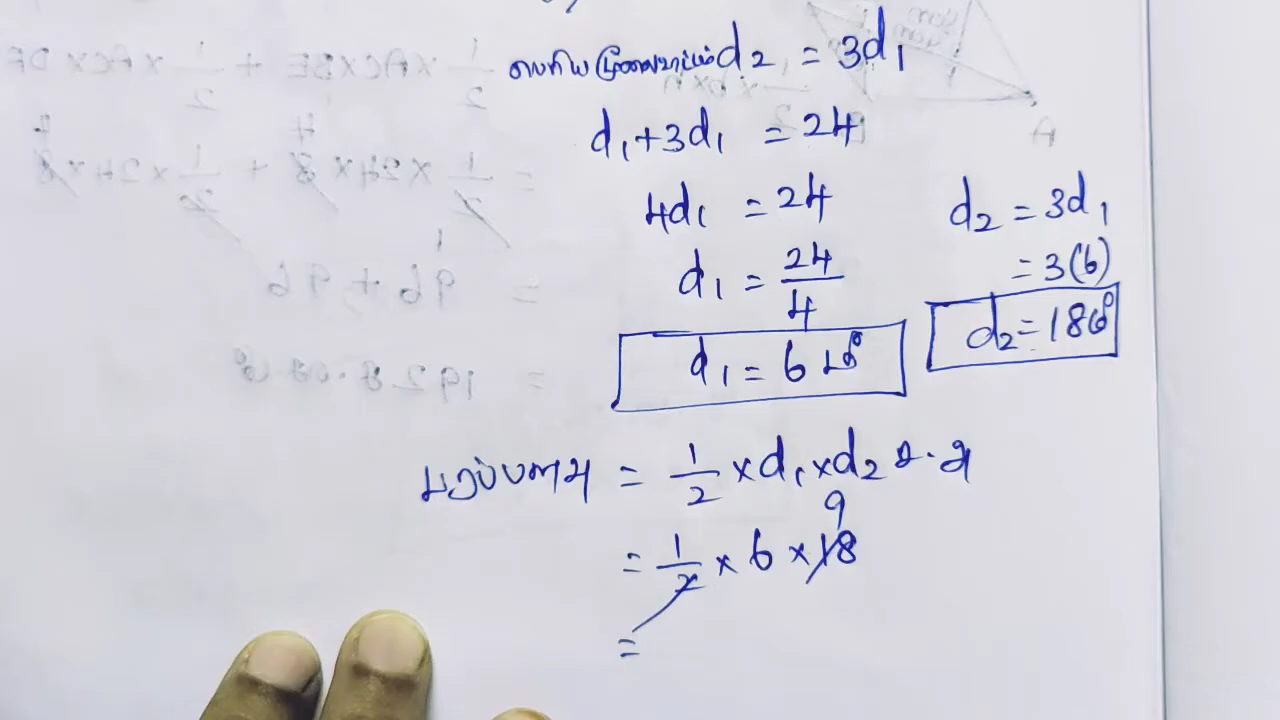 பெரிய மூலைவிட்டம் d₂ = 3d₁
d₁+3d₁ = 24
4d₁ = 24
d₁ = 24/4
d₁ = 6 மீ
d₂ = 3d₁
= 3(6)
d₂ = 18 மீ
பரப்பளவு = 1/2 × d₁ × d₂ ச.அ
9
= 1/2 × 6 × 18
=